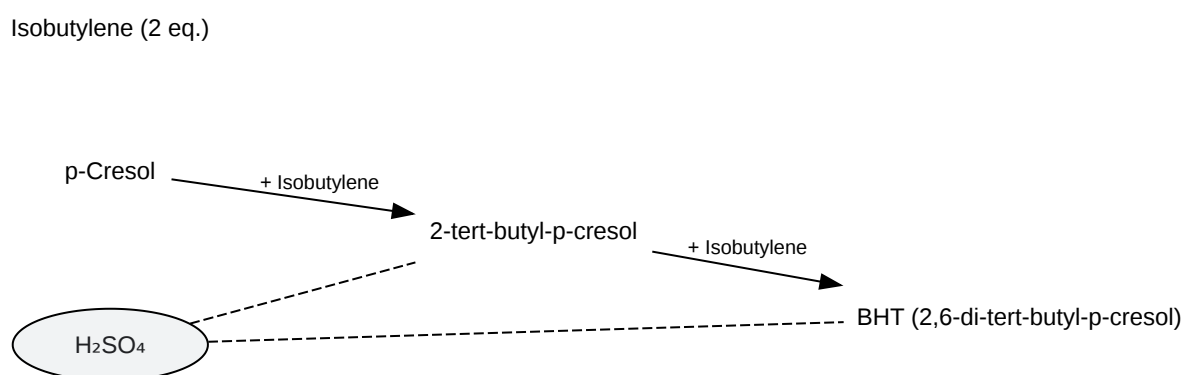 Isobutylene (2 eq.)
p-Cresol
+ Isobutylene
2-tert-butyl-p-cresol
+ Isobutylene
BHT (2,6-di-tert-butyl-p-cresol)
H₂SO₄